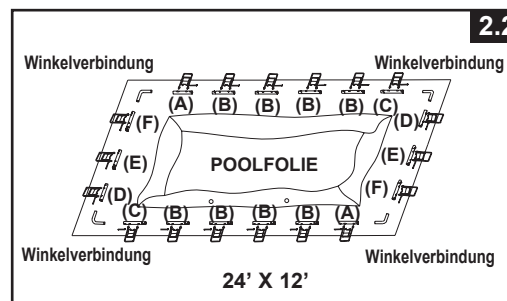 2.2
Winkelverbindung Winkelverbindung
(A) (B) (B) (B) (B) (C)
(F) (D)
(E) POOLFOLIE (E)
(D) (F)
(C) (B) (B) (B) (B) (A)
Winkelverbindung Winkelverbindung
24’ X 12’